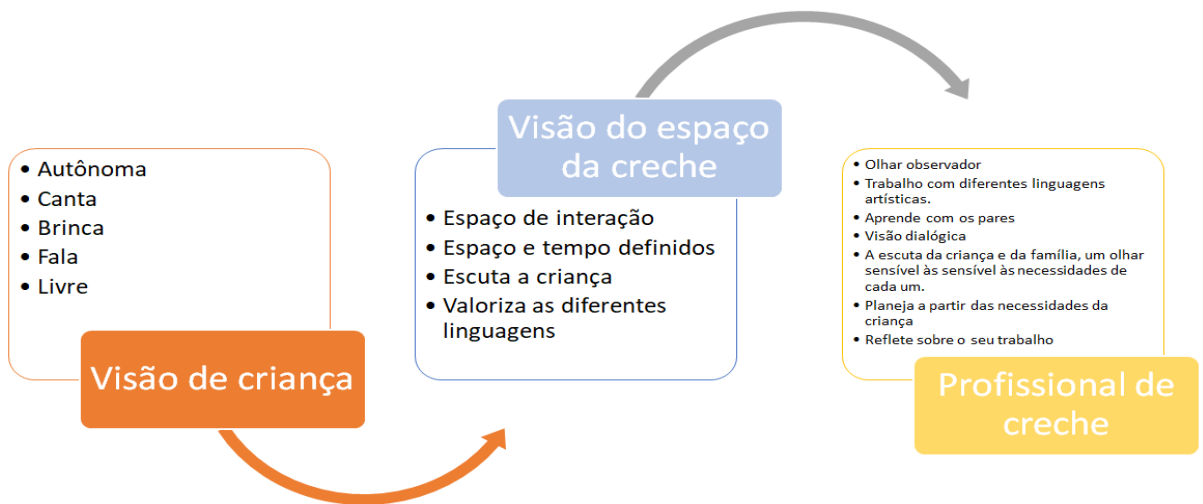 • Autônoma
• Canta
• Brinca
• Fala
• Livre
Visão de criança
Visão do espaço
da creche
• Espaço de interação
• Espaço e tempo definidos
• Escuta a criança
• Valoriza as diferentes
linguagens
• Olhar observador
• Trabalho com diferentes linguagens
artísticas.
• Aprende com os pares
• Visão dialógica
• A escuta da criança e da família, um olhar
sensível às sensível às necessidades de
cada um.
• Planeja a partir das necessidades da
criança
• Reflete sobre o seu trabalho
Profissional de
creche